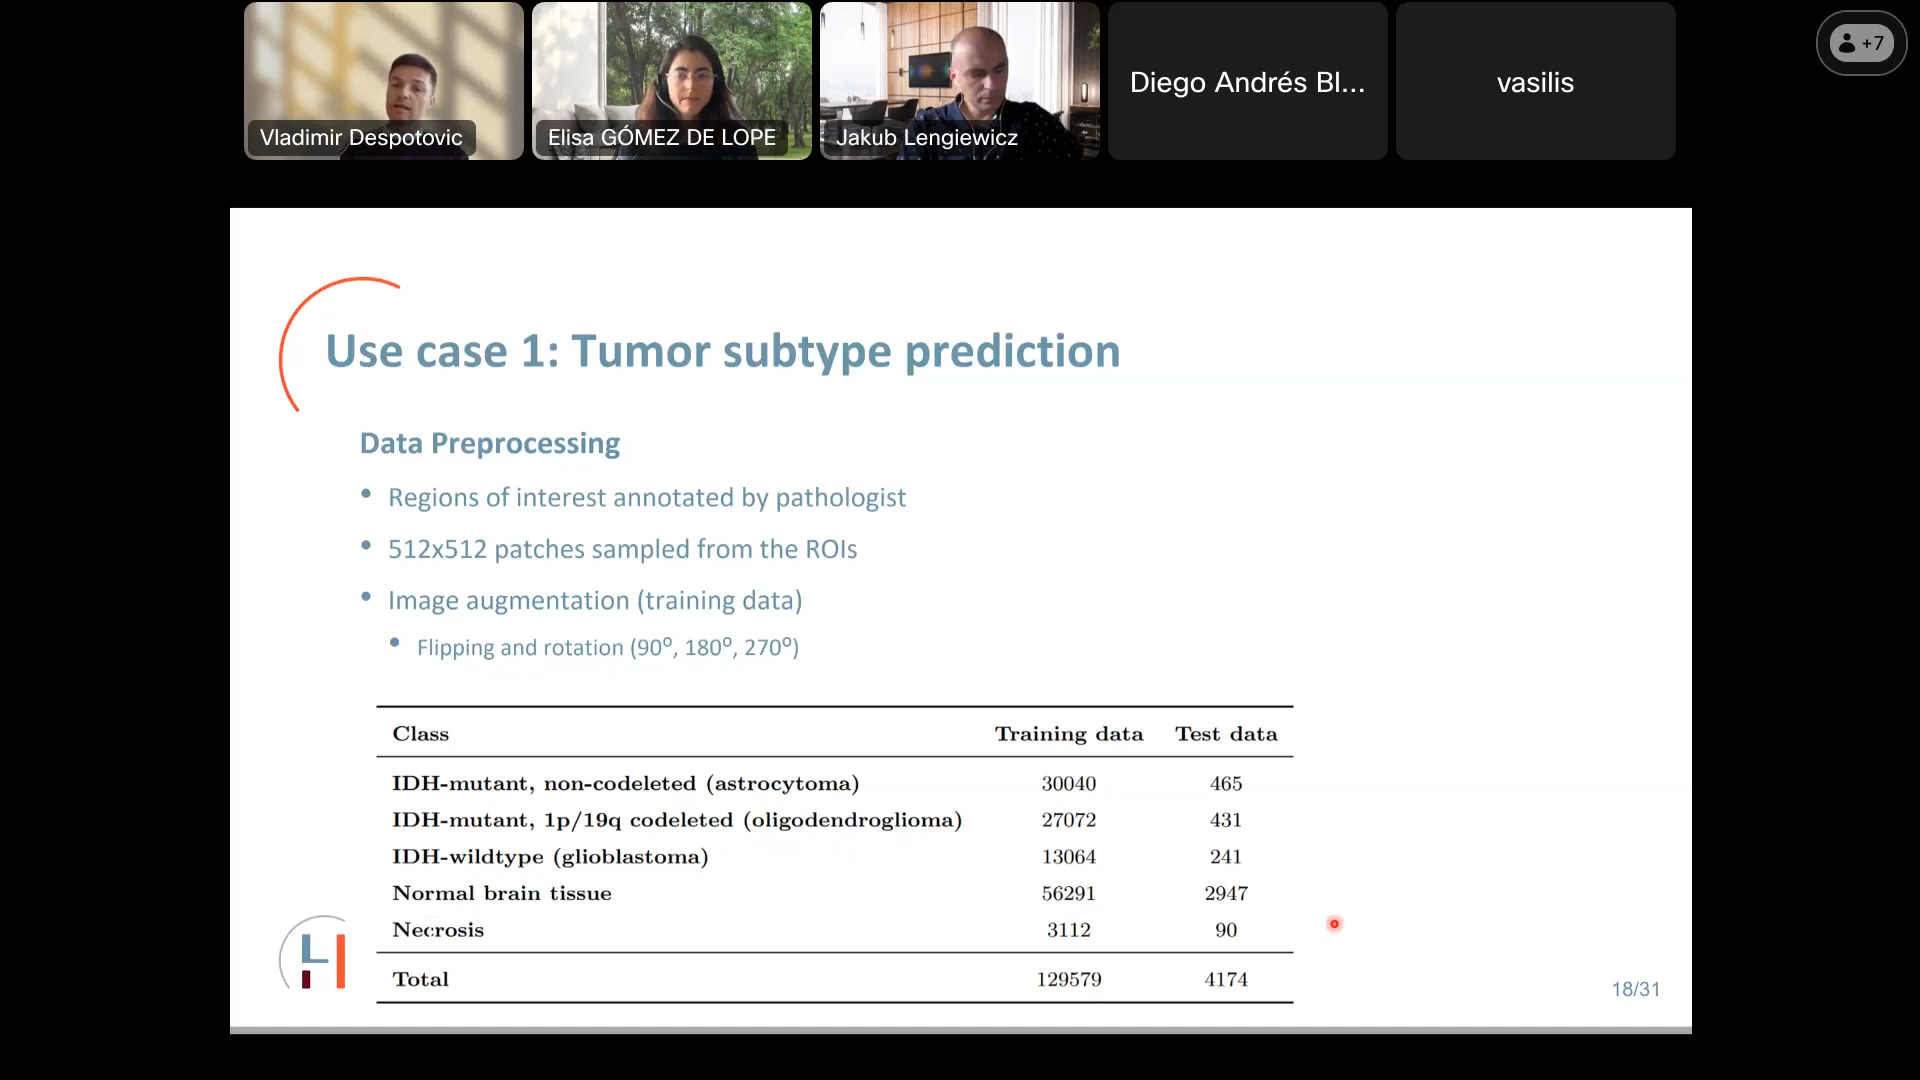 Vladimir Despotovic
Elisa GÓMEZ DE LOPE
Jakub Lengiewicz
Diego Andrés Bl...
vasilis
+7
Use case 1: Tumor subtype prediction
Data Preprocessing
• Regions of interest annotated by pathologist
• 512x512 patches sampled from the ROIs
• Image augmentation (training data)
• Flipping and rotation (90º, 180º, 270º)
Class Training data Test data
IDH-mutant, non-codeleted (astrocytoma) 30040 465
IDH-mutant, 1p/19q codeleted (oligodendroglioma) 27072 431
IDH-wildtype (glioblastoma) 13064 241
Normal brain tissue 56291 2947
Necrosis 3112 90
Total 129579 4174
18/31